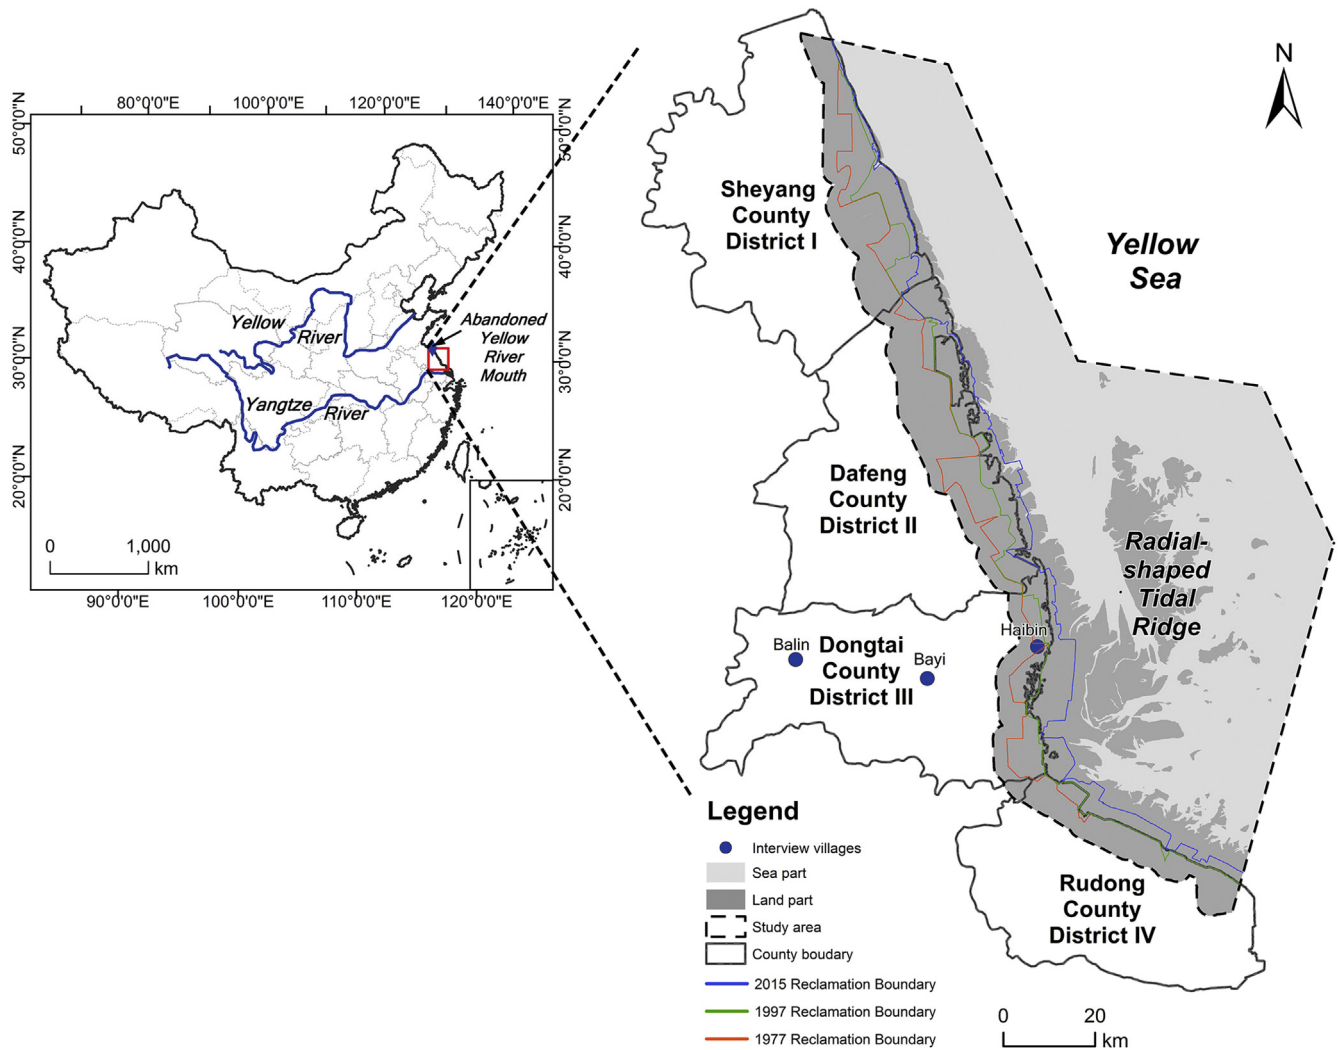 80°0'0"E
100°0'0"E
120°0'0"E
140°0'0"E
50°0'0"N
40°0'0"N
30°0'0"N
20°0'0"N
50°0'0"N
40°0'0"N
30°0'0"N
20°0'0"N
Yellow
River
Abandoned
Yellow
River
Mouth
Yangtze
River
0 1,000
km
90°0'0"E
100°0'0"E
110°0'0"E
120°0'0"E
N
Sheyang
County
District I
Yellow
Sea
Dafeng
County
District II
Radial-
shaped
Tidal
Ridge
Haibin
Balin
Dongtai
County
District III
Bayi
Rudong
County
District IV
Legend
Interview villages
Sea part
Land part
Study area
County boudary
2015 Reclamation Boundary
1997 Reclamation Boundary
1977 Reclamation Boundary
0 20
km